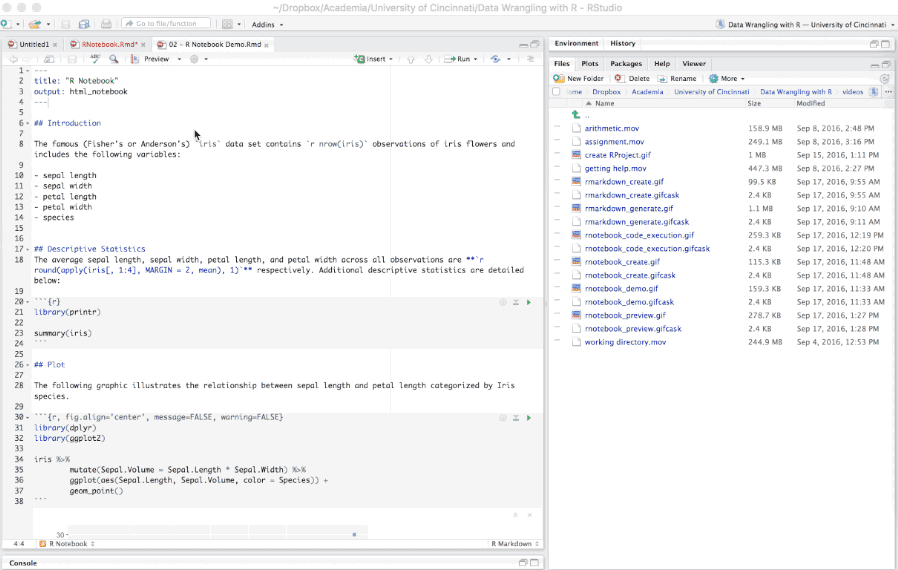 ~/Dropbox/Academia/University of Cincinnati/Data Wrangling with R - RStudio
Go to file/function
Addins
Data Wrangling with R — University of Cincinnati
Untitled1
RNotebook.Rmd*
02 - R Notebook Demo.Rmd
Preview
Insert
Run
1 ---
2 title: "R Notebook"
3 output: html_notebook
4 ---
5
6 ## Introduction
7
8 The famous (Fisher's or Anderson's) `iris` data set contains `r nrow(iris)` observations of iris flowers and
includes the following variables:
9
10 - sepal length
11 - sepal width
12 - petal length
13 - petal width
14 - species
15
16
17 ## Descriptive Statistics
18 The average sepal length, sepal width, petal length, and petal width across all observations are **`r
round(apply(iris[, 1:4], MARGIN = 2, mean), 1)`** respectively. Additional descriptive statistics are detailed
below:
19
20 ```{r}
21 library(printr)
22
23 summary(iris)
24 ```
25
26 ## Plot
27
28 The following graphic illustrates the relationship between sepal length and petal length categorized by Iris
species.
29
30 ```{r, fig.align='center', message=FALSE, warning=FALSE}
31 library(dplyr)
32 library(ggplot2)
33
34 iris %>%
35 mutate(Sepal.Volume = Sepal.Length * Sepal.Width) %>%
36 ggplot(aes(Sepal.Length, Sepal.Volume, color = Species)) +
37 geom_point()
38 ```
30
4:4
R Notebook
R Markdown
Console
Environment
History
Files
Plots
Packages
Help
Viewer
New Folder
Delete
Rename
More
ome
Dropbox
Academia
University of Cincinnati
Data Wrangling with R
videos
Name
Size
Modified
..
arithmetic.mov 158.9 MB Sep 8, 2016, 2:48 PM
assignment.mov 249.1 MB Sep 8, 2016, 3:16 PM
create RProject.gif 1 MB Sep 15, 2016, 1:11 PM
getting help.mov 447.3 MB Sep 8, 2016, 2:27 PM
rmarkdown_create.gif 99.5 KB Sep 17, 2016, 9:55 AM
rmarkdown_create.gifcask 2.4 KB Sep 17, 2016, 9:55 AM
rmarkdown_generate.gif 1.1 MB Sep 17, 2016, 9:10 AM
rmarkdown_generate.gifcask 2.4 KB Sep 17, 2016, 9:11 AM
rnotebook_code_execution.gif 259.3 KB Sep 17, 2016, 12:19 PM
rnotebook_code_execution.gifcask 2.4 KB Sep 17, 2016, 12:20 PM
rnotebook_create.gif 115.3 KB Sep 17, 2016, 11:48 AM
rnotebook_create.gifcask 2.4 KB Sep 17, 2016, 11:48 AM
rnotebook_demo.gif 159.3 KB Sep 17, 2016, 11:33 AM
rnotebook_demo.gifcask 2.4 KB Sep 17, 2016, 11:33 AM
rnotebook_preview.gif 278.7 KB Sep 17, 2016, 1:27 PM
rnotebook_preview.gifcask 2.4 KB Sep 17, 2016, 1:28 PM
working directory.mov 244.9 MB Sep 4, 2016, 12:53 PM